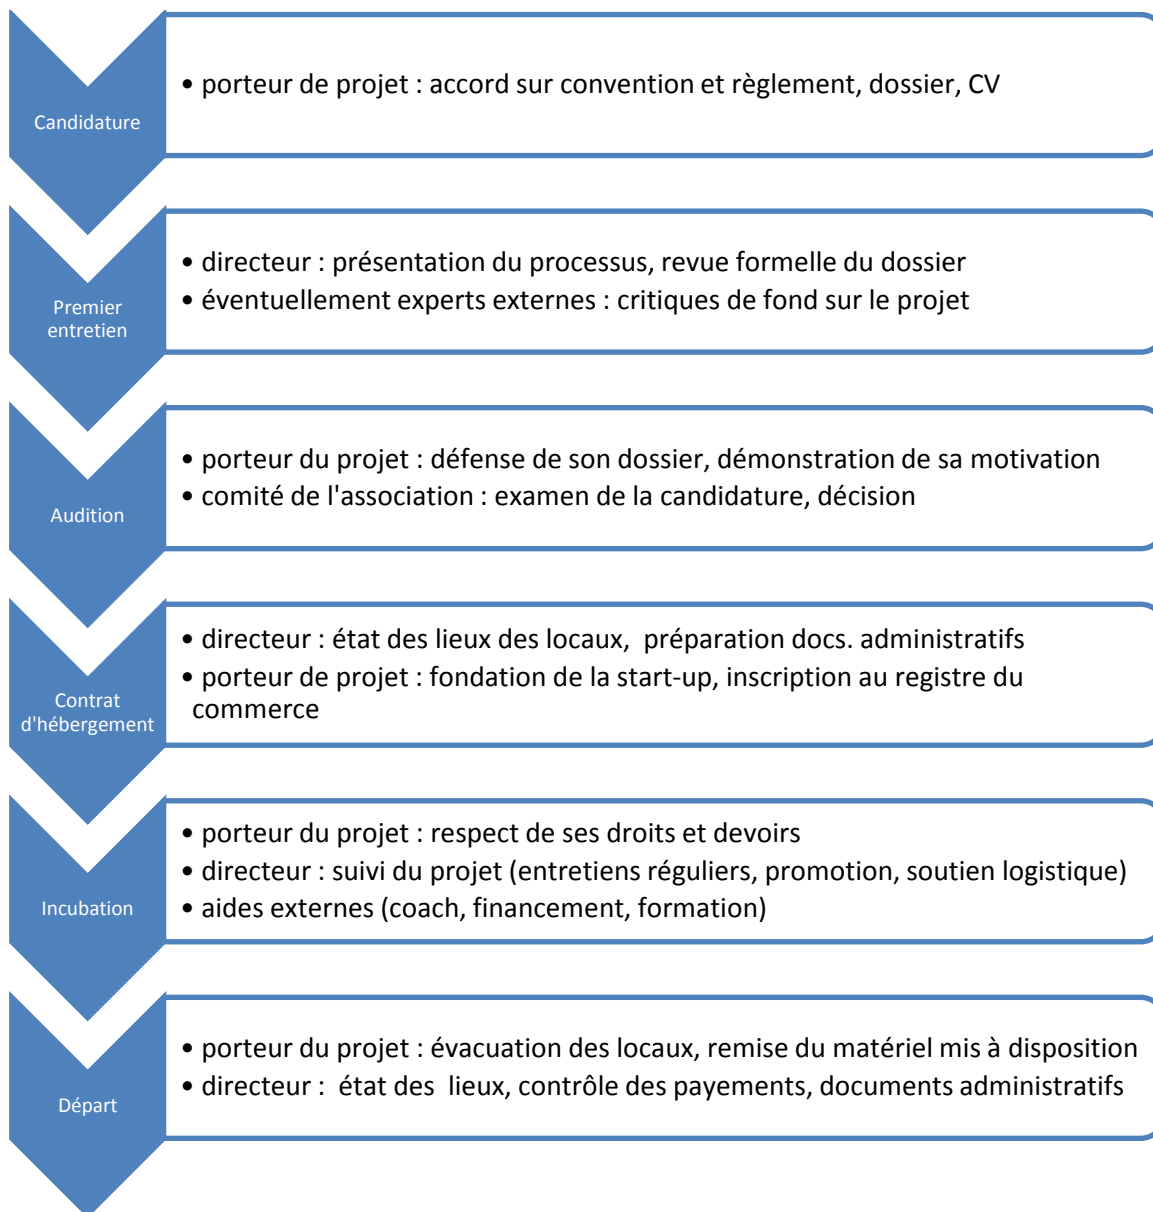 Candidature
• porteur de projet : accord sur convention et règlement, dossier, CV
Premier
entretien
• directeur : présentation du processus, revue formelle du dossier
• éventuellement experts externes : critiques de fond sur le projet
Audition
• porteur du projet : défense de son dossier, démonstration de sa motivation
• comité de l'association : examen de la candidature, décision
Contrat
d'hébergement
• directeur : état des lieux des locaux,  préparation docs. administratifs
• porteur de projet : fondation de la start-up, inscription au registre du
commerce
Incubation
• porteur du projet : respect de ses droits et devoirs
• directeur : suivi du projet (entretiens réguliers, promotion, soutien logistique)
• aides externes (coach, financement, formation)
Départ
• porteur du projet : évacuation des locaux, remise du matériel mis à disposition
• directeur :  état des  lieux, contrôle des payements, documents administratifs